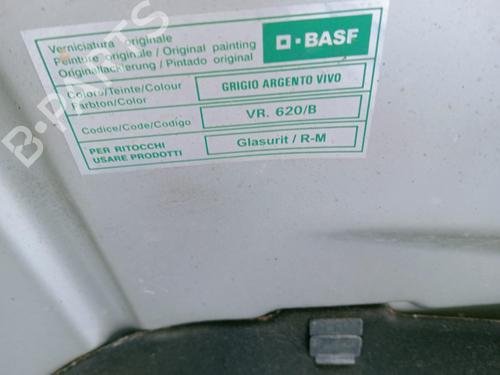 Verniciatura originale
Peinture originale / Original painting
Originallackierung / Pintado original
BASF
Colore/Teinte/Colour
Farbton/Color
GRIGIO ARGENTO VIVO
Codice/Code/Codigo
VR. 620/B
PER RITOCCHI
USARE PRODOTTI
Glasurit / R-M
B-PARTS